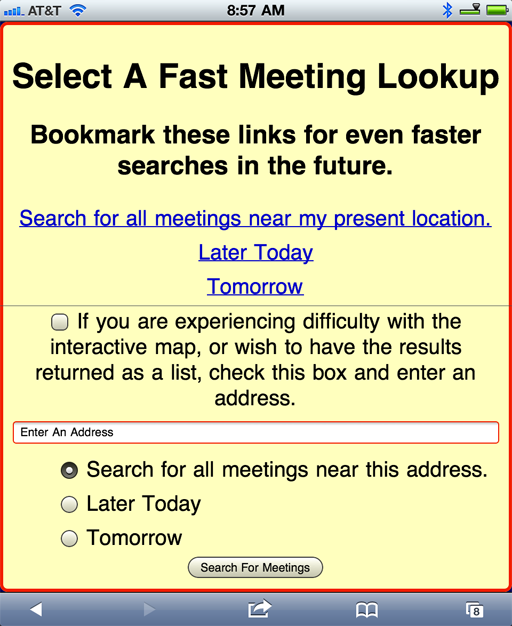 AT&T 8:57 AM
Select A Fast Meeting Lookup
Bookmark these links for even faster
searches in the future.
Search for all meetings near my present location.
Later Today
Tomorrow
If you are experiencing difficulty with the
interactive map, or wish to have the results
returned as a list, check this box and enter an
address.
Enter An Address
Search for all meetings near this address.
Later Today
Tomorrow
Search For Meetings
8